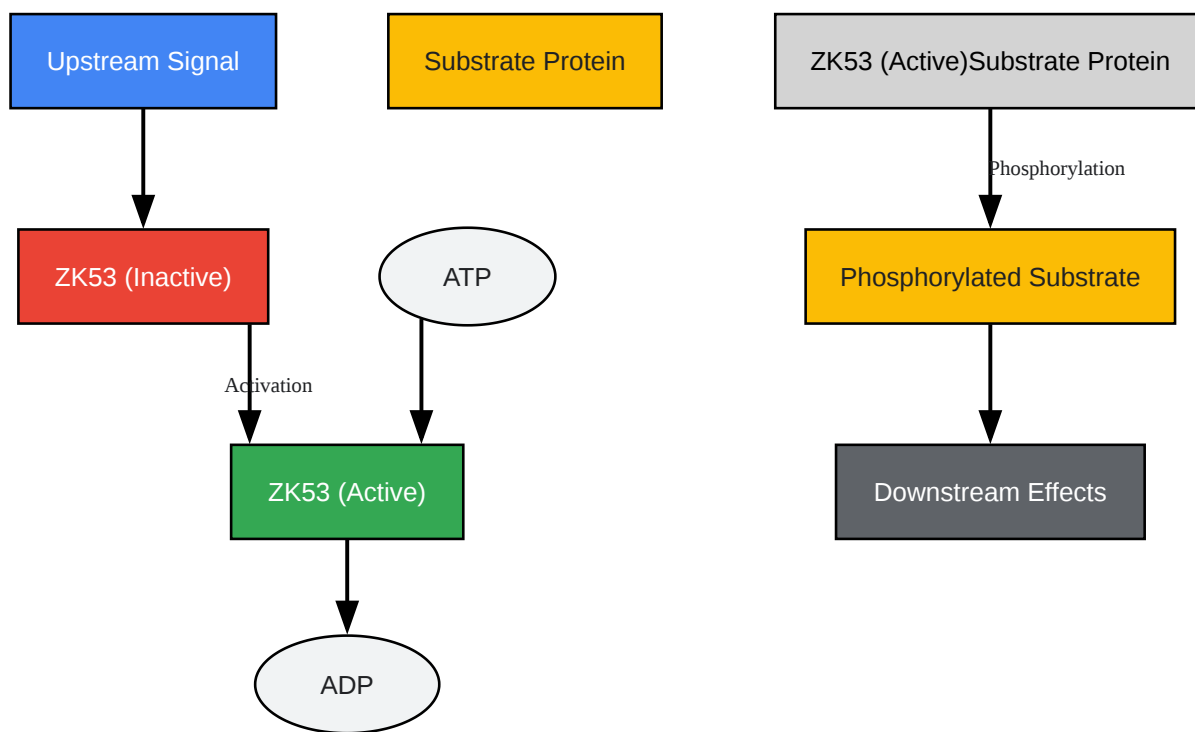 Upstream Signal
Substrate Protein
ZK53 (Active)Substrate Protein
Phosphorylation
ZK53 (Inactive)
ATP
Phosphorylated Substrate
Activation
ZK53 (Active)
Downstream Effects
ADP